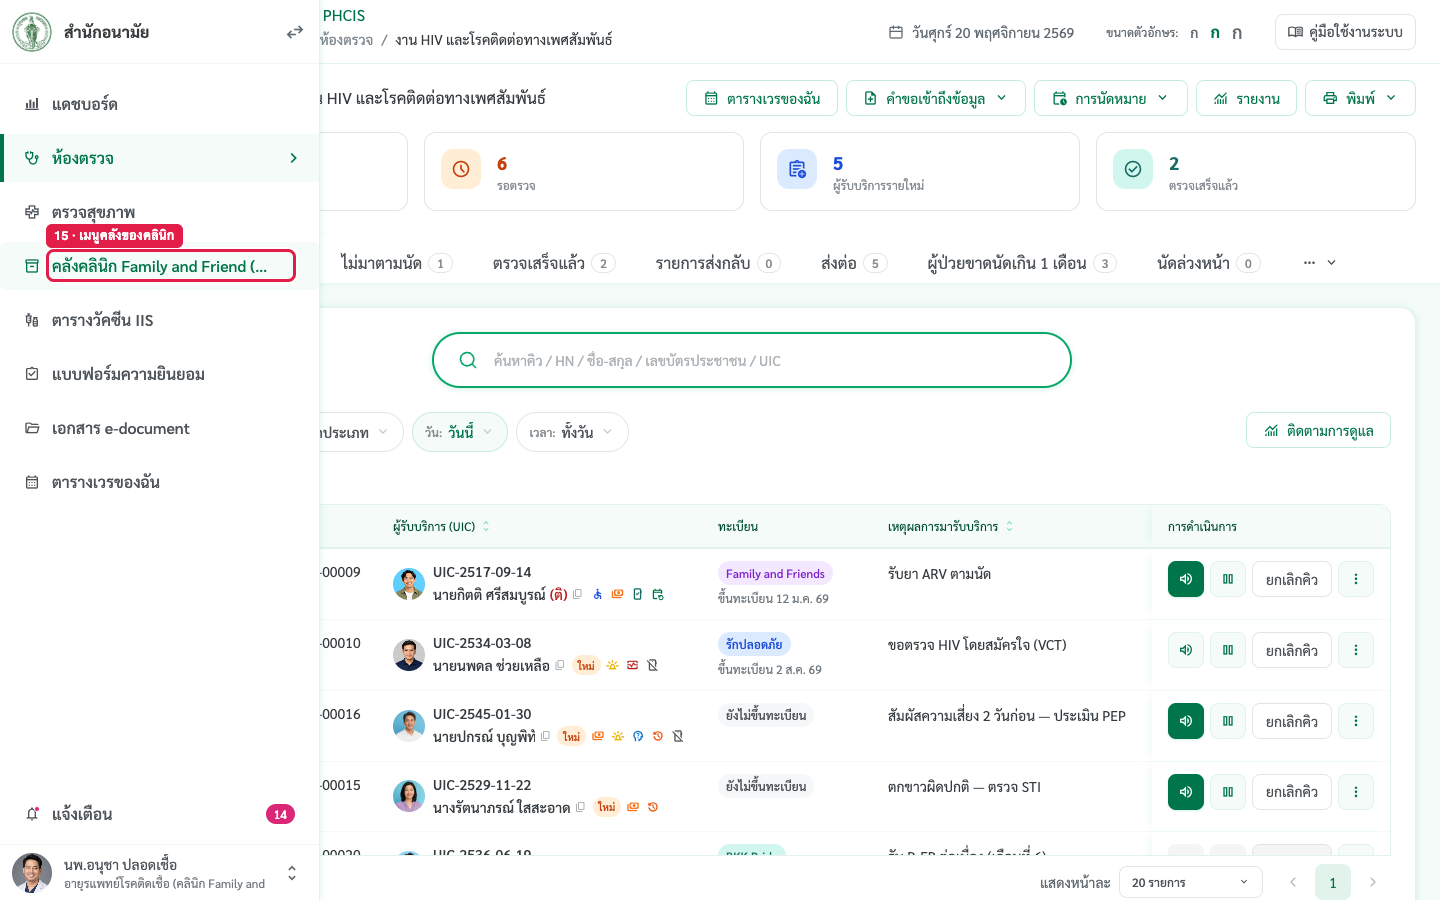 สำนักอนามัย
PHCIS
ห้องตรวจ / งาน HIV และโรคติดต่อทางเพศสัมพันธ์
วันศุกร์ 20 พฤศจิกายน 2569
ขนาดตัวอักษร: ก ก ก
คู่มือใช้งานระบบ
แดชบอร์ด
ห้องตรวจ
ตรวจสุขภาพ
15 · เมนูคลังของคลินิก
คลังคลินิก Family and Friend (...
ตารางวัคซีน IIS
แบบฟอร์มความยินยอม
เอกสาร e-document
ตารางเวรของฉัน
แจ้งเตือน 14
นพ.อนุชา ปลอดเชื้อ
อายุรแพทย์โรคติดเชื้อ (คลินิก Family and
HIV และโรคติดต่อทางเพศสัมพันธ์
ตารางเวรของฉัน
คำขอเข้าถึงข้อมูล
การนัดหมาย
รายงาน
พิมพ์
6
รอตรวจ
5
ผู้รับบริการรายใหม่
2
ตรวจเสร็จแล้ว
ไม่มาตามนัด 1
ตรวจเสร็จแล้ว 2
รายการส่งกลับ 0
ส่งต่อ 5
ผู้ป่วยขาดนัดเกิน 1 เดือน 3
นัดล่วงหน้า 0
...
ค้นหาคิว / HN / ชื่อ-สกุล / เลขบัตรประชาชน / UIC
ประเภท
วัน: วันนี้
เวลา: ทั้งวัน
ติดตามการดูแล
ผู้รับบริการ (UIC) ทะเบียน เหตุผลการมารับบริการ การดำเนินการ
-00009 UIC-2517-09-14 Family and Friends รับยา ARV ตามนัด ยกเลิกคิว
นายกิตติ ศรีสมบูรณ์ (ติ) ขึ้นทะเบียน 12 ม.ค. 69
-00010 UIC-2534-03-08 รักปลอดภัย ขอตรวจ HIV โดยสมัครใจ (VCT) ยกเลิกคิว
นายนพดล ช่วยเหลือ ใหม่ ขึ้นทะเบียน 2 ส.ค. 69
-00016 UIC-2545-01-30 ยังไม่ขึ้นทะเบียน สัมผัสความเสี่ยง 2 วันก่อน — ประเมิน PEP ยกเลิกคิว
นายปกรณ์ บุญพิทั ใหม่
-00015 UIC-2529-11-22 ยังไม่ขึ้นทะเบียน ตกขาวผิดปกติ — ตรวจ STI ยกเลิกคิว
นางรัตนาภรณ์ ใสสะอาด ใหม่
แสดงหน้าละ 20 รายการ 1